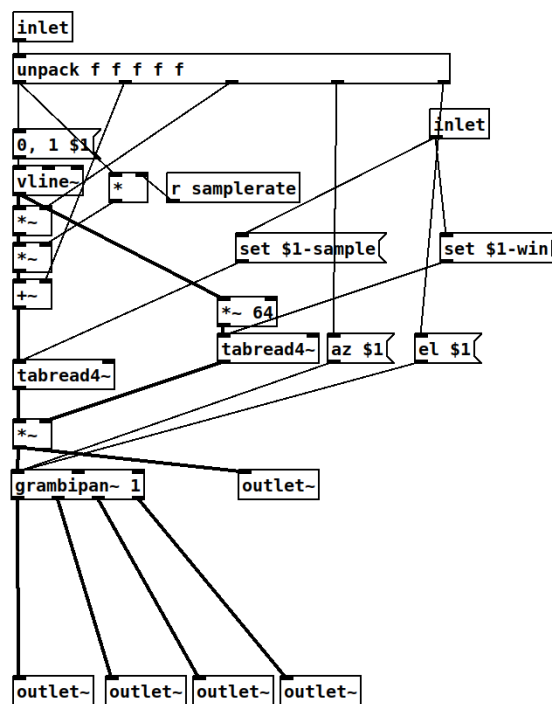 inlet
unpack f f f f f
inlet
0, 1 $1
vline~
*
r samplerate
*~
*~
set $1-sample
set $1-win
+~
*~ 64
tabread4~
az $1
el $1
tabread4~
*~
grambipan~ 1
outlet~
outlet~
outlet~
outlet~
outlet~